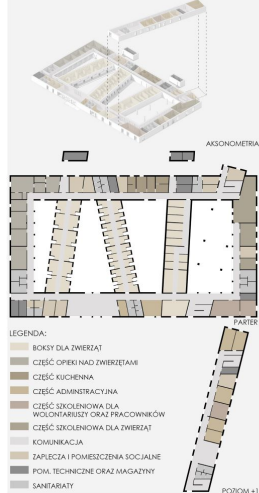 AKSONOMETRIA
PARTER
LEGENDA:
BOKSY DLA ZWIERZĄT
CZĘŚĆ OPIEKI NAD ZWIERZĘTAMI
CZĘŚĆ KUCHENNA
CZĘŚĆ ADMINSTRACYJNA
CZĘŚĆ SZKOLENIOWA DLA
WOLONTARIUSZY ORAZ PRACOWNIKÓW
CZĘŚĆ SZKOLENIOWA DLA ZWIERZĄT
KOMUNIKACJA
ZAPLECZA I POMIESZCZENIA SOCJALNE
POM. TECHNICZNE ORAZ MAGAZYNY
SANITARIATY
POZIOM +1